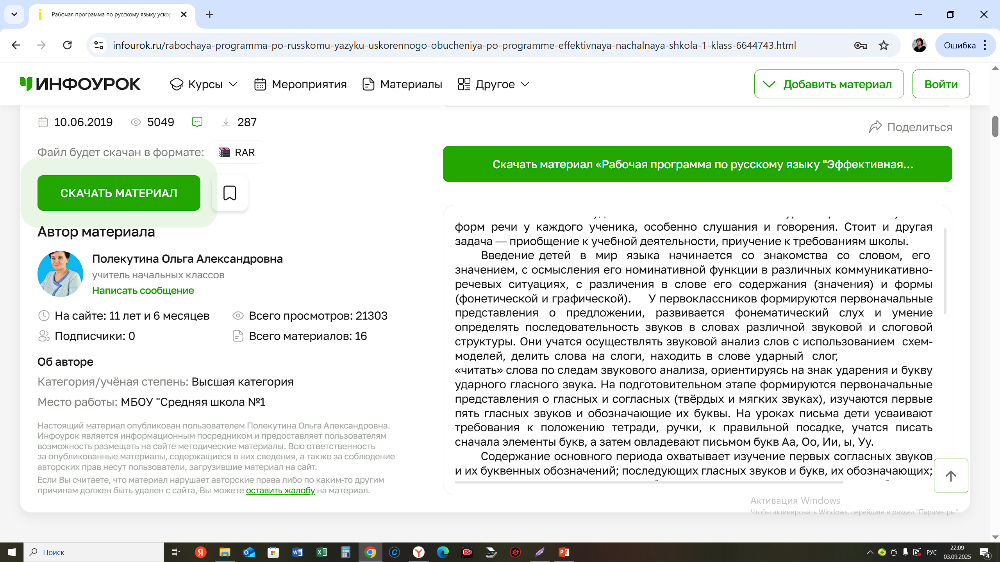 Рабочая программа по русскому языку ускор
infourok.ru/rabochaya-programma-po-russkomu-yazyku-uskorennogo-obucheniya-po-programme-effektivnaya-nachalnaya-shkola-1-klass-6644743.html
Ошибка
ИНФОУРОК
Курсы
Мероприятия
Материалы
Другое
Добавить материал
Войти
10.06.2019
5049
287
Файл будет скачан в формате:
RAR
СКАЧАТЬ МАТЕРИАЛ
Автор материала
Полекутина Ольга Александровна
учитель начальных классов
Написать сообщение
На сайте: 11 лет и 6 месяцев
Всего просмотров: 21303
Подписчики: 0
Всего материалов: 16
Об авторе
Категория/учёная степень: Высшая категория
Место работы: МБОУ "Средняя школа №1
Настоящий материал опубликован пользователем Полекутина Ольга Александровна.
Инфоурок является информационным посредником и предоставляет пользователям
возможность размещать на сайте методические материалы. Всю ответственность
за опубликованные материалы, содержащиеся в них сведения, а также за соблюдение
авторских прав несут пользователи, загрузившие материал на сайт.
Если Вы считаете, что материал нарушает авторские права либо по каким-то другим
причинам должен быть удален с сайта, Вы можете оставить жалобу на материал.
Поделиться
Скачать материал «Рабочая программа по русскому языку "Эффективная...
форм речи у каждого ученика, особенно слушания и говорения. Стоит и другая
задача — приобщение к учебной деятельности, приучение к требованиям школы.
Введение детей в мир языка начинается со знакомства со словом, его
значением, с осмысления его номинативной функции в различных коммуникативно-
речевых ситуациях, с различения в слове его содержания (значения) и формы
(фонетической и графической). У первоклассников формируются первоначальные
представления о предложении, развивается фонематический слух и умение
определять последовательность звуков в словах различной звуковой и слоговой
структуры. Они учатся осуществлять звуковой анализ слов с использованием схем-
моделей, делить слова на слоги, находить в слове ударный слог,
«читать» слова по следам звукового анализа, ориентируясь на знак ударения и букву
ударного гласного звука. На подготовительном этапе формируются первоначальные
представления о гласных и согласных (твёрдых и мягких звуках), изучаются первые
пять гласных звуков и обозначающие их буквы. На уроках письма дети усваивают
требования к положению тетради, ручки, к правильной посадке, учатся писать
сначала элементы букв, а затем овладевают письмом букв Аа, Оо, Ии, ы, Уу.
Содержание основного периода охватывает изучение первых согласных звуков
и их буквенных обозначений; последующих гласных звуков и букв, их обозначающих;
Активация Windows
Чтобы активировать Windows, перейдите в раздел "Параметры".
Поиск
РУС
22:09
03.09.2025
4